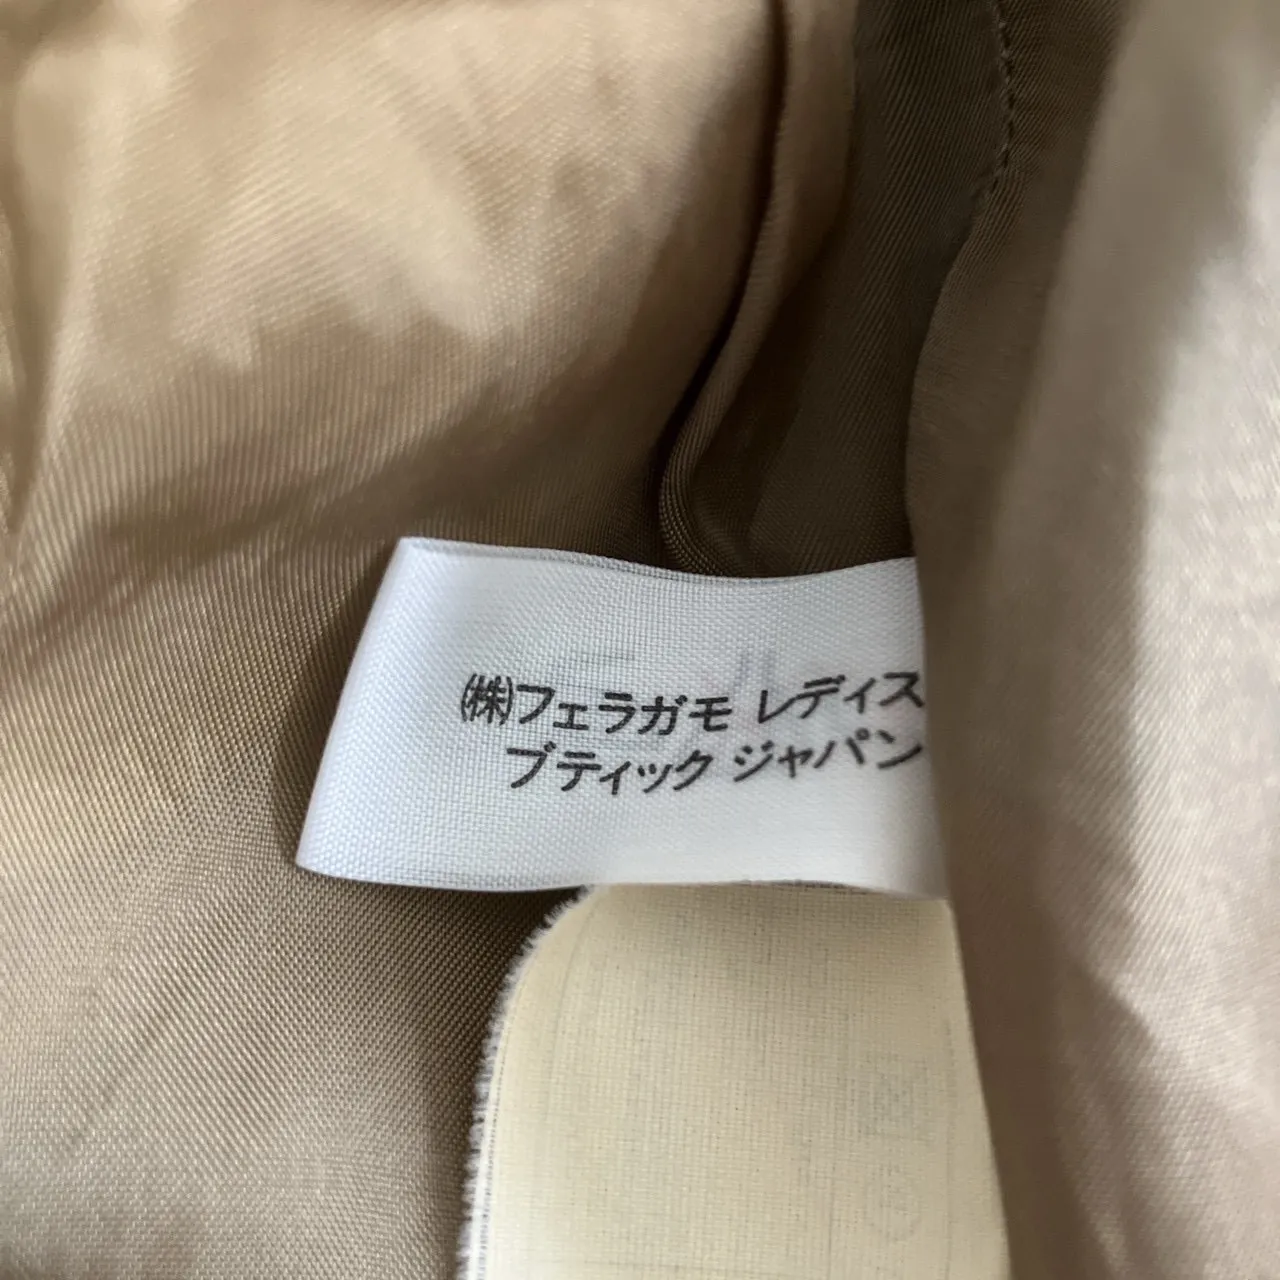 ㈱フェラガモ レディス
ブティック ジャパン